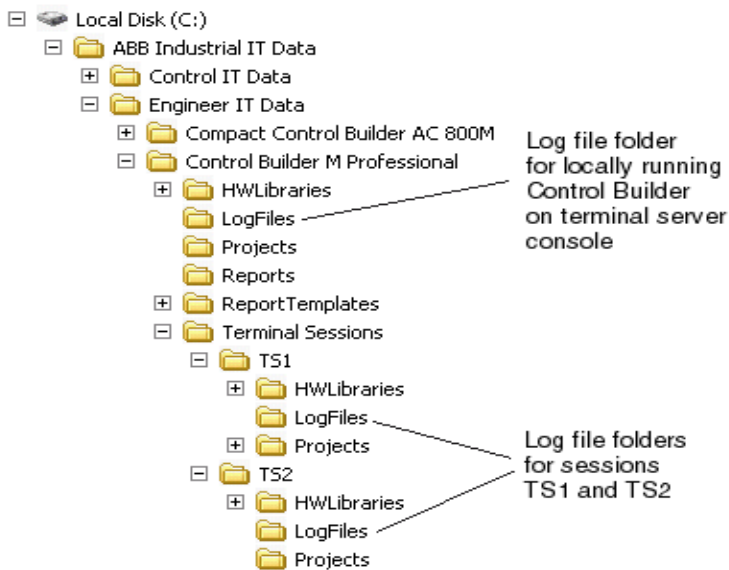 Local Disk (C:)
ABB Industrial IT Data
Control IT Data
Engineer IT Data
Compact Control Builder AC 800M
Control Builder M Professional
HWLibraries
LogFiles
Projects
Reports
ReportTemplates
Terminal Sessions
TS1
HWLibraries
LogFiles
Projects
TS2
HWLibraries
LogFiles
Projects
Log file folder
for locally running
Control Builder
on terminal server
console
Log file folders
for sessions
TS1 and TS2